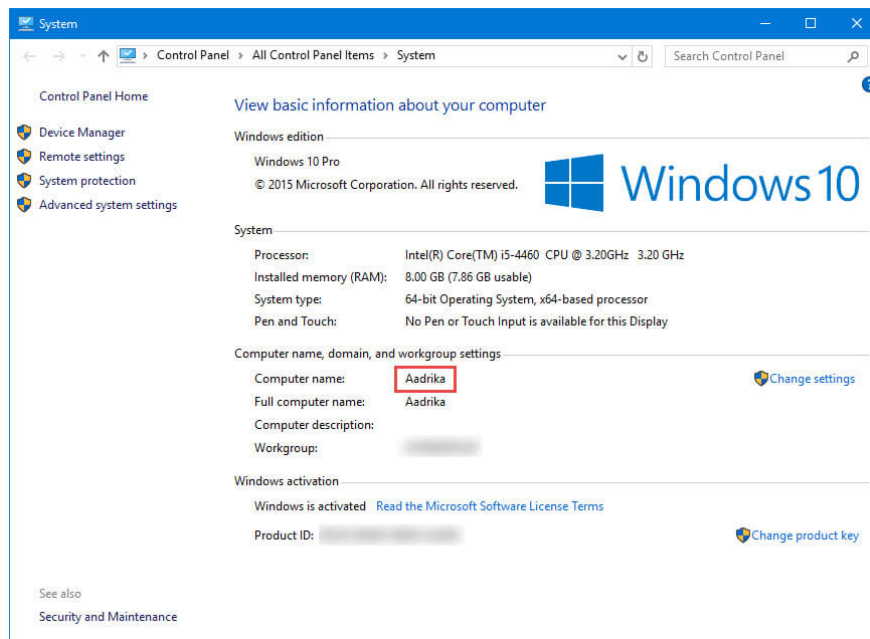 System
Control Panel > All Control Panel Items > System
Search Control Panel
Control Panel Home
Device Manager
Remote settings
System protection
Advanced system settings
View basic information about your computer
Windows edition
Windows 10 Pro
© 2015 Microsoft Corporation. All rights reserved.
Windows 10
System
Processor: Intel(R) Core(TM) i5-4460 CPU @ 3.20GHz 3.20 GHz
Installed memory (RAM): 8.00 GB (7.86 GB usable)
System type: 64-bit Operating System, x64-based processor
Pen and Touch: No Pen or Touch Input is available for this Display
Computer name, domain, and workgroup settings
Computer name: Aadrika Change settings
Full computer name: Aadrika
Computer description:
Workgroup:
Windows activation
Windows is activated Read the Microsoft Software License Terms
Product ID: Change product key
See also
Security and Maintenance